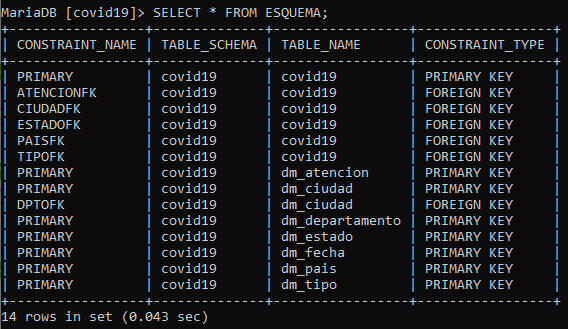 MariaDB [covid19]> SELECT * FROM ESQUEMA;
+-----------------+--------------+-----------------+-----------------+
| CONSTRAINT_NAME | TABLE_SCHEMA | TABLE_NAME      | CONSTRAINT_TYPE |
+-----------------+--------------+-----------------+-----------------+
| PRIMARY         | covid19      | covid19         | PRIMARY KEY     |
| ATENCIONFK      | covid19      | covid19         | FOREIGN KEY     |
| CIUDADFK        | covid19      | covid19         | FOREIGN KEY     |
| ESTADOFK        | covid19      | covid19         | FOREIGN KEY     |
| PAISFK          | covid19      | covid19         | FOREIGN KEY     |
| TIPOFK          | covid19      | covid19         | FOREIGN KEY     |
| PRIMARY         | covid19      | dm_atencion     | PRIMARY KEY     |
| PRIMARY         | covid19      | dm_ciudad       | PRIMARY KEY     |
| DPTOFK          | covid19      | dm_ciudad       | FOREIGN KEY     |
| PRIMARY         | covid19      | dm_departamento | PRIMARY KEY     |
| PRIMARY         | covid19      | dm_estado       | PRIMARY KEY     |
| PRIMARY         | covid19      | dm_fecha        | PRIMARY KEY     |
| PRIMARY         | covid19      | dm_pais         | PRIMARY KEY     |
| PRIMARY         | covid19      | dm_tipo         | PRIMARY KEY     |
+-----------------+--------------+-----------------+-----------------+
14 rows in set (0.043 sec)